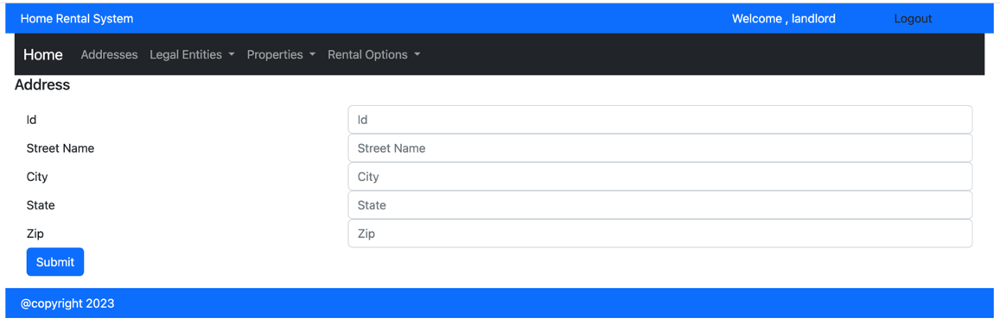 Home Rental System Welcome , landlord Logout
Home Addresses Legal Entities Properties Rental Options
Address
Id Id
Street Name Street Name
City City
State State
Zip Zip
Submit
@copyright 2023